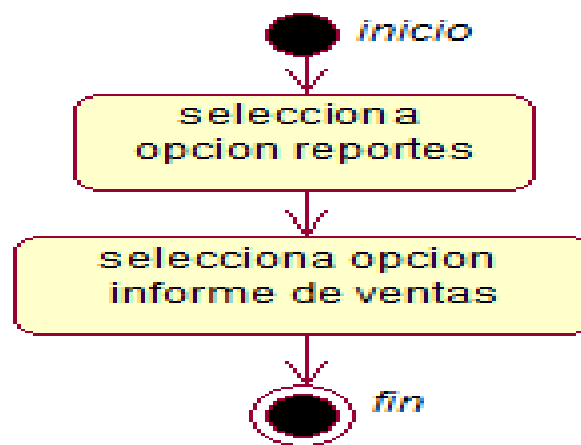 inicio
selecciona
opcion reportes
selecciona opcion
informe de ventas
fin